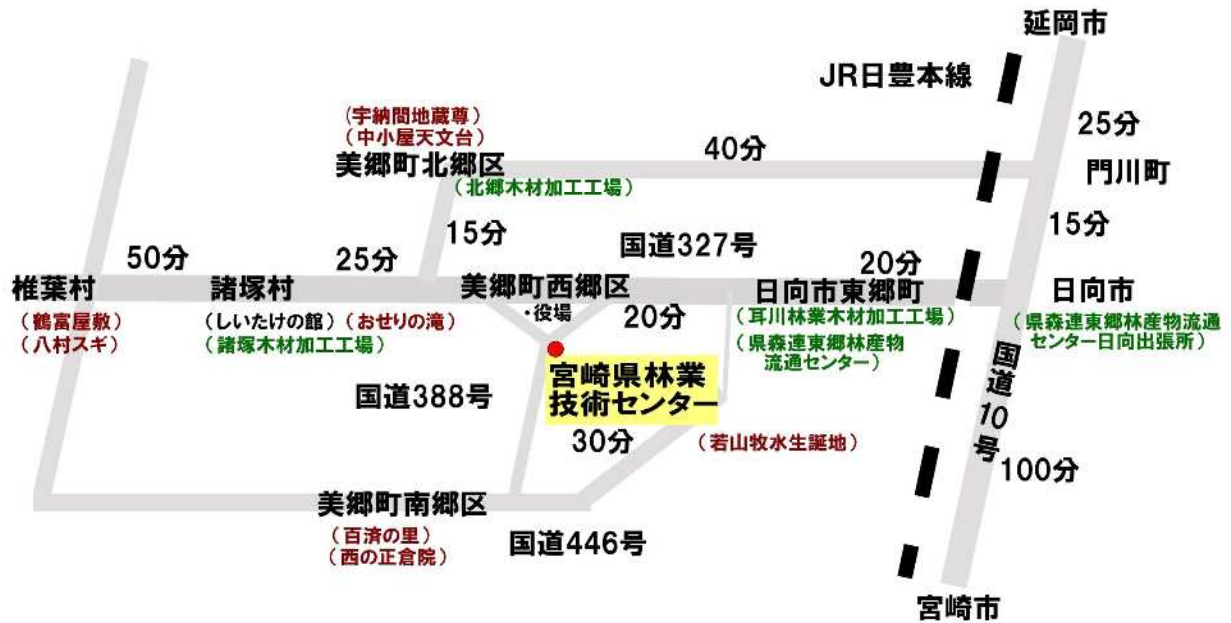 延岡市
JR日豊本線
(宇納間地蔵尊)
(中小屋天文台)
25分
40分
美郷町北郷区
門川町
(北郷木材加工工場)
15分
15分
国道327号
50分
25分
20分
椎葉村
諸塚村
美郷町西郷区
日向市東郷町
日向市
(鶴富屋敷)
(しいたけの館)
(おせりの滝)
・役場
20分
(耳川林業木材加工工場)
(県森連東郷林産物流通
センター日向出張所)
(八村スギ)
(諸塚木材加工工場)
(県森連東郷林産物
流通センター)
宮崎県林業
技術センター
国道10号
国道388号
30分
(若山牧水生誕地)
100分
美郷町南郷区
(百済の里)
(西の正倉院)
国道446号
宮崎市